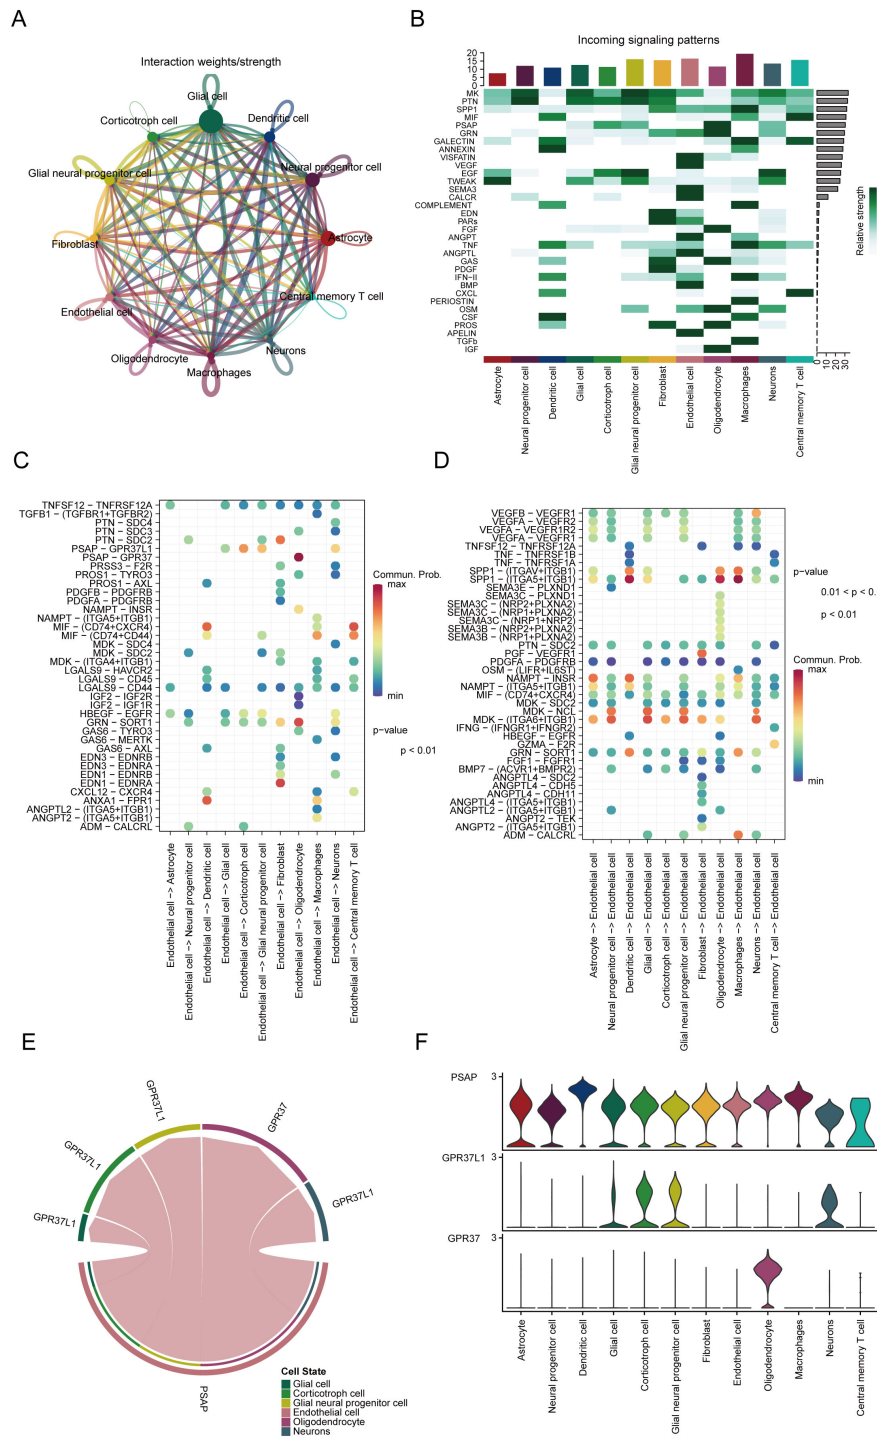 A
Interaction weights/strength
Glial cell
Corticotroph cell
Dendritic cell
Glial neural progenitor cell
Neural progenitor cell
Fibroblast
Astrocyte
Endothelial cell
Central memory T cell
Oligodendrocyte
Neurons
Macrophages
B
Incoming signaling patterns
20
15
10
5
0
MK
PTN
SPP1
MIF
PSAP
GRN
GALECTIN
ANNEXIN
VISFATIN
VEGF
EGF
TWEAK
SEMA3
CALCR
COMPLEMENT
EDN
PARs
FGF
ANGPT
TNF
ANGPTL
GAS
PDGF
IFN−II
BMP
CXCL
PERIOSTIN
OSM
CSF
PROS
APELIN
TGFb
IGF
Astrocyte
Neural progenitor cell
Dendritic cell
Glial cell
Corticotroph cell
Glial neural progenitor cell
Fibroblast
Endothelial cell
Oligodendrocyte
Macrophages
Neurons
Central memory T cell
0
10
20
30
Relative strength
C
TNFSF12 − TNFRSF12A
TGFB1 − (TGFBR1+TGFBR2)
PTN − SDC4
PTN − SDC3
PTN − SDC2
PSAP − GPR37L1
PSAP − GPR37
PRSS3 − F2R
PROS1 − TYRO3
PROS1 − AXL
PDGFB − PDGFRB
PDGFA − PDGFRB
NAMPT − INSR
NAMPT − (ITGA5+ITGB1)
MIF − (CD74+CXCR4)
MIF − (CD74+CD44)
MDK − SDC4
MDK − SDC2
MDK − (ITGA4+ITGB1)
LGALS9 − HAVCR2
LGALS9 − CD45
LGALS9 − CD44
IGF2 − IGF2R
IGF2 − IGF1R
HBEGF − EGFR
GRN − SORT1
GAS6 − TYRO3
GAS6 − MERTK
GAS6 − AXL
EDN3 − EDNRB
EDN3 − EDNRA
EDN1 − EDNRB
EDN1 − EDNRA
CXCL12 − CXCR4
ANXA1 − FPR1
ANGPTL2 − (ITGA5+ITGB1)
ANGPT2 − (ITGA5+ITGB1)
ADM − CALCRL
Endothelial cell −> Astrocyte
Endothelial cell −> Neural progenitor cell
Endothelial cell −> Dendritic cell
Endothelial cell −> Glial cell
Endothelial cell −> Corticotroph cell
Endothelial cell −> Glial neural progenitor cell
Endothelial cell −> Fibroblast
Endothelial cell −> Oligodendrocyte
Endothelial cell −> Macrophages
Endothelial cell −> Neurons
Endothelial cell −> Central memory T cell
Commun. Prob.
max
min
p−value
p < 0.01
D
VEGFB − VEGFR1
VEGFA − VEGFR2
VEGFA − VEGFR1R2
VEGFA − VEGFR1
TNFSF12 − TNFRSF12A
TNF − TNFRSF1B
TNF − TNFRSF1A
SPP1 − (ITGAV+ITGB1)
SPP1 − (ITGA5+ITGB1)
SEMA3E − PLXND1
SEMA3C − PLXND1
SEMA3C − (NRP2+PLXNA2)
SEMA3C − (NRP1+NRP2)
SEMA3B − (NRP2+PLXNA2)
SEMA3B − (NRP1+PLXNA2)
PTN − SDC2
PGF − VEGFR1
PDGFA − PDGFRB
OSM − (LIFR+IL6ST)
NAMPT − INSR
NAMPT − (ITGA5+ITGB1)
MIF − (CD74+CXCR4)
MDK − SDC2
MDK − NCL
MDK − (ITGA6+ITGB1)
IFNG − (IFNGR1+IFNGR2)
HBEGF − EGFR
GZMA − F2R
GRN − SORT1
FGF1 − FGFR1
BMP7 − (ACVR1+BMPR2)
ANGPTL4 − SDC2
ANGPTL4 − CDH5
ANGPTL4 − CDH11
ANGPTL4 − (ITGA5+ITGB1)
ANGPTL2 − (ITGA5+ITGB1)
ANGPT2 − TEK
ANGPT2 − (ITGA5+ITGB1)
ADM − CALCRL
Astrocyte −> Endothelial cell
Neural progenitor cell −> Endothelial cell
Dendritic cell −> Endothelial cell
Glial cell −> Endothelial cell
Corticotroph cell −> Endothelial cell
Glial neural progenitor cell −> Endothelial cell
Fibroblast −> Endothelial cell
Oligodendrocyte −> Endothelial cell
Macrophages −> Endothelial cell
Neurons −> Endothelial cell
Central memory T cell −> Endothelial cell
p−value
0.01 < p < 0.
p < 0.01
Commun. Prob.
max
min
E
GPR37L1
GPR37L1
GPR37L1
GPR37
GPR37L1
PSAP
Cell State
Glial cell
Corticotroph cell
Glial neural progenitor cell
Endothelial cell
Oligodendrocyte
Neurons
F
PSAP
3
GPR37L1
3
GPR37
3
Astrocyte
Neural progenitor cell
Dendritic cell
Glial cell
Corticotroph cell
Glial neural progenitor cell
Fibroblast
Endothelial cell
Oligodendrocyte
Macrophages
Neurons
Central memory T cell